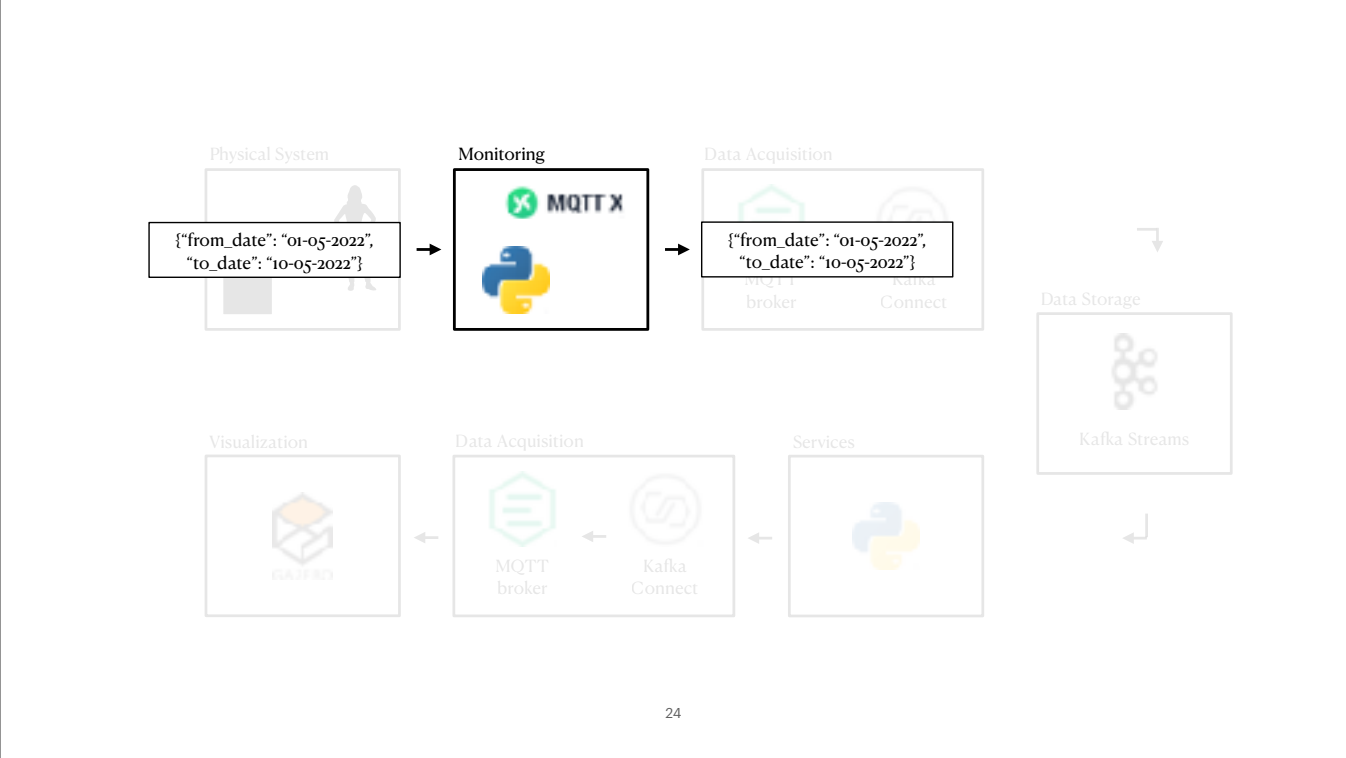 Physical System
Monitoring
Data Acquisition
MQTT X
{“from_date”: “01-05-2022”,
“to_date”: “10-05-2022”}
{“from_date”: “01-05-2022”,
“to_date”: “10-05-2022”}
MQTT
broker
Kafka
Connect
Data Storage
Kafka Streams
Visualization
Data Acquisition
Services
MQTT
broker
Kafka
Connect
24